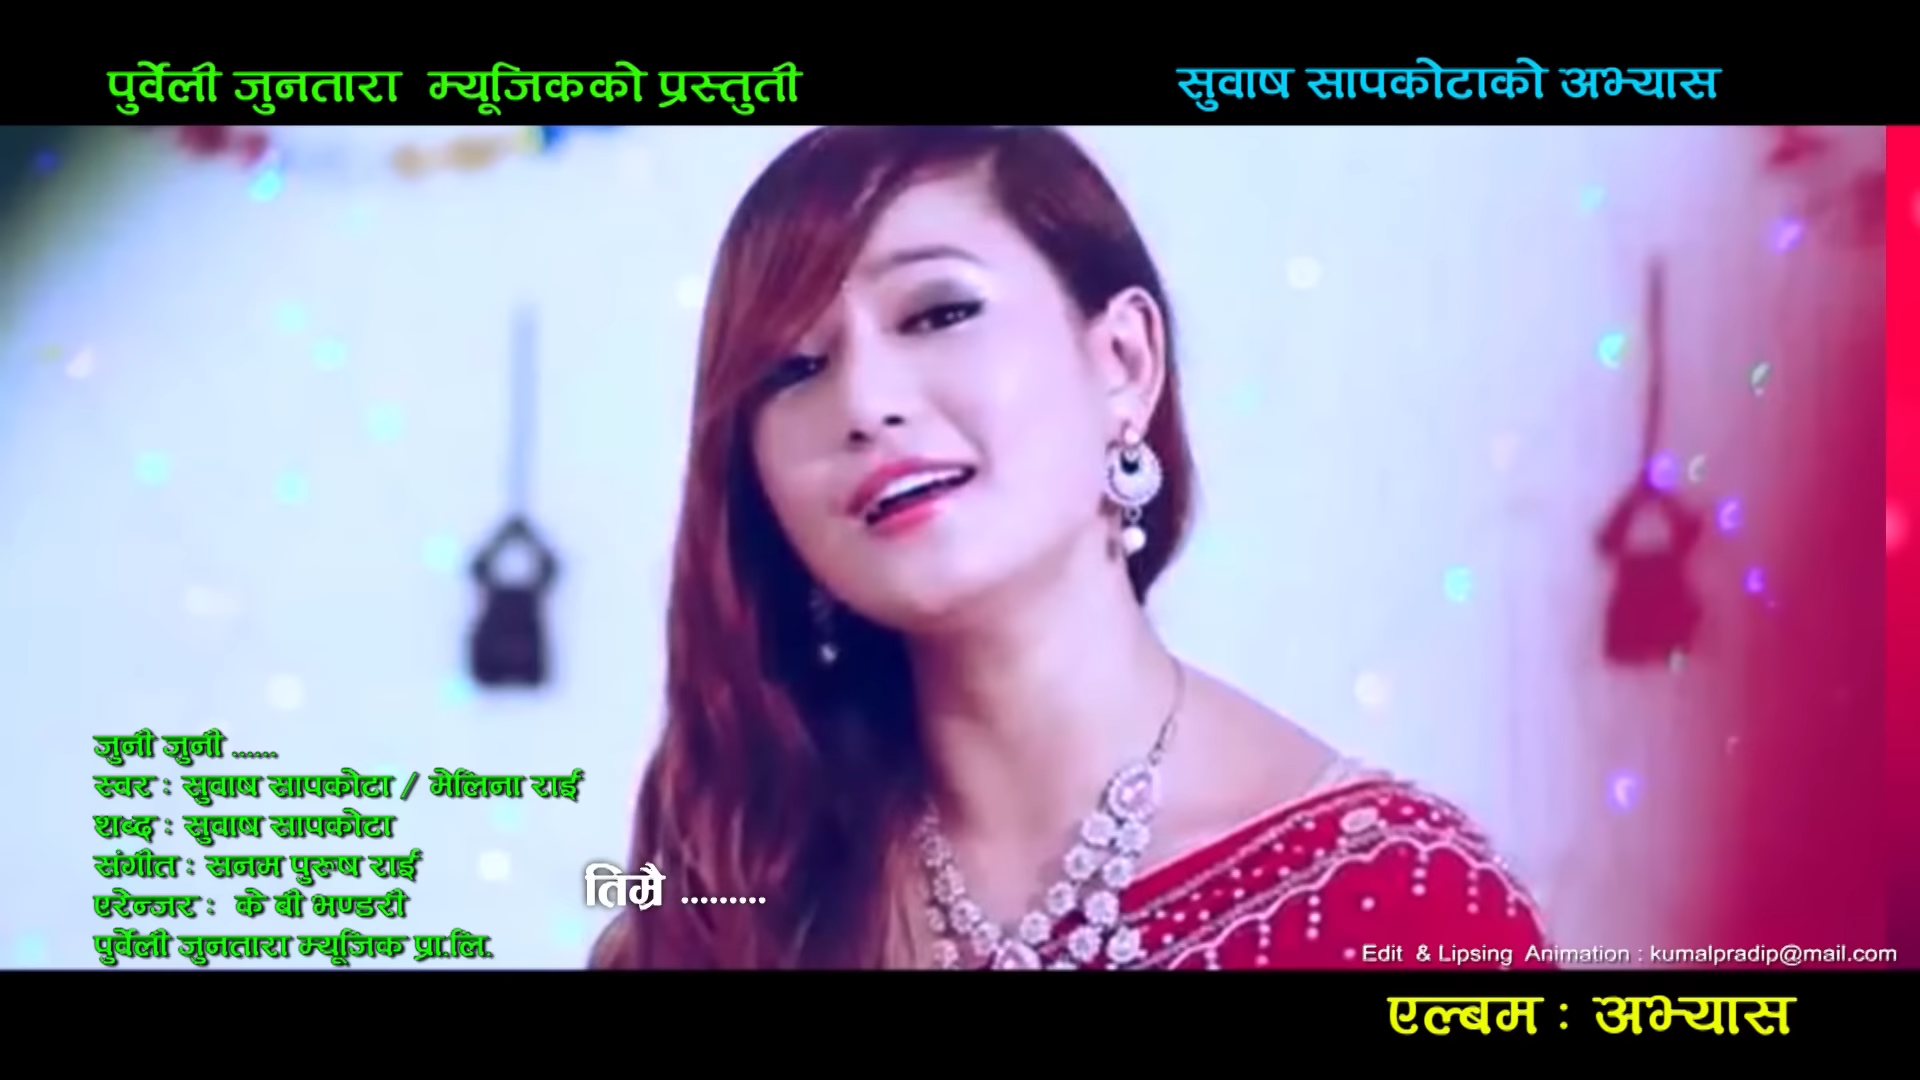 पुर्वेली जुनतारा म्यूजिकको प्रस्तुती
सुवाष सापकोटाको अभ्यास
जुनी जुनी ......
स्वर : सुवाष सापकोटा / मेलिना राई
शब्द : सुवाष सापकोटा
संगीत : सनम पुरूष राई
एरेन्जर : के बी भण्डरी
पुर्वेली जुनतारा म्यूजिक प्रा.लि.
तिम्रै .........
Edit & Lipsing Animation : kumalpradip@mail.com
एल्बम : अभ्यास